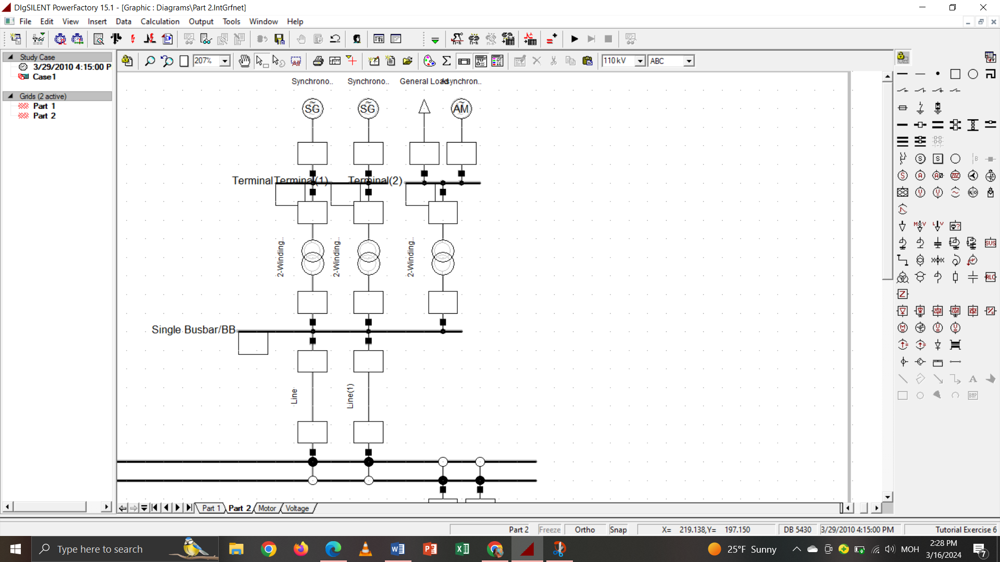 DIgSILENT PowerFactory 15.1 - [Graphic : Diagrams\Part 2.IntGrfnet]
File Edit View Insert Data Calculation Output Tools Window Help
Study Case
3/29/2010 4:15:00 P
Case1
Grids (2 active)
Part 1
Part 2
207%
110 kV
ABC
Synchrono..
Synchrono..
General Load
Asynchron..
SG
SG
AM
Terminal
Terminal(1)
Terminal(2)
2-Winding..
2-Winding..
2-Winding..
Single Busbar/BB
Line
Line(1)
Part 1
Part 2
Motor
Voltage
Part 2
Freeze
Ortho
Snap
X= 219.138,Y= 197.150
DB 5430
3/29/2010 4:15:00 PM
Tutorial Exercise 6
Type here to search
25°F Sunny
MOH
2:28 PM
3/16/2024
7